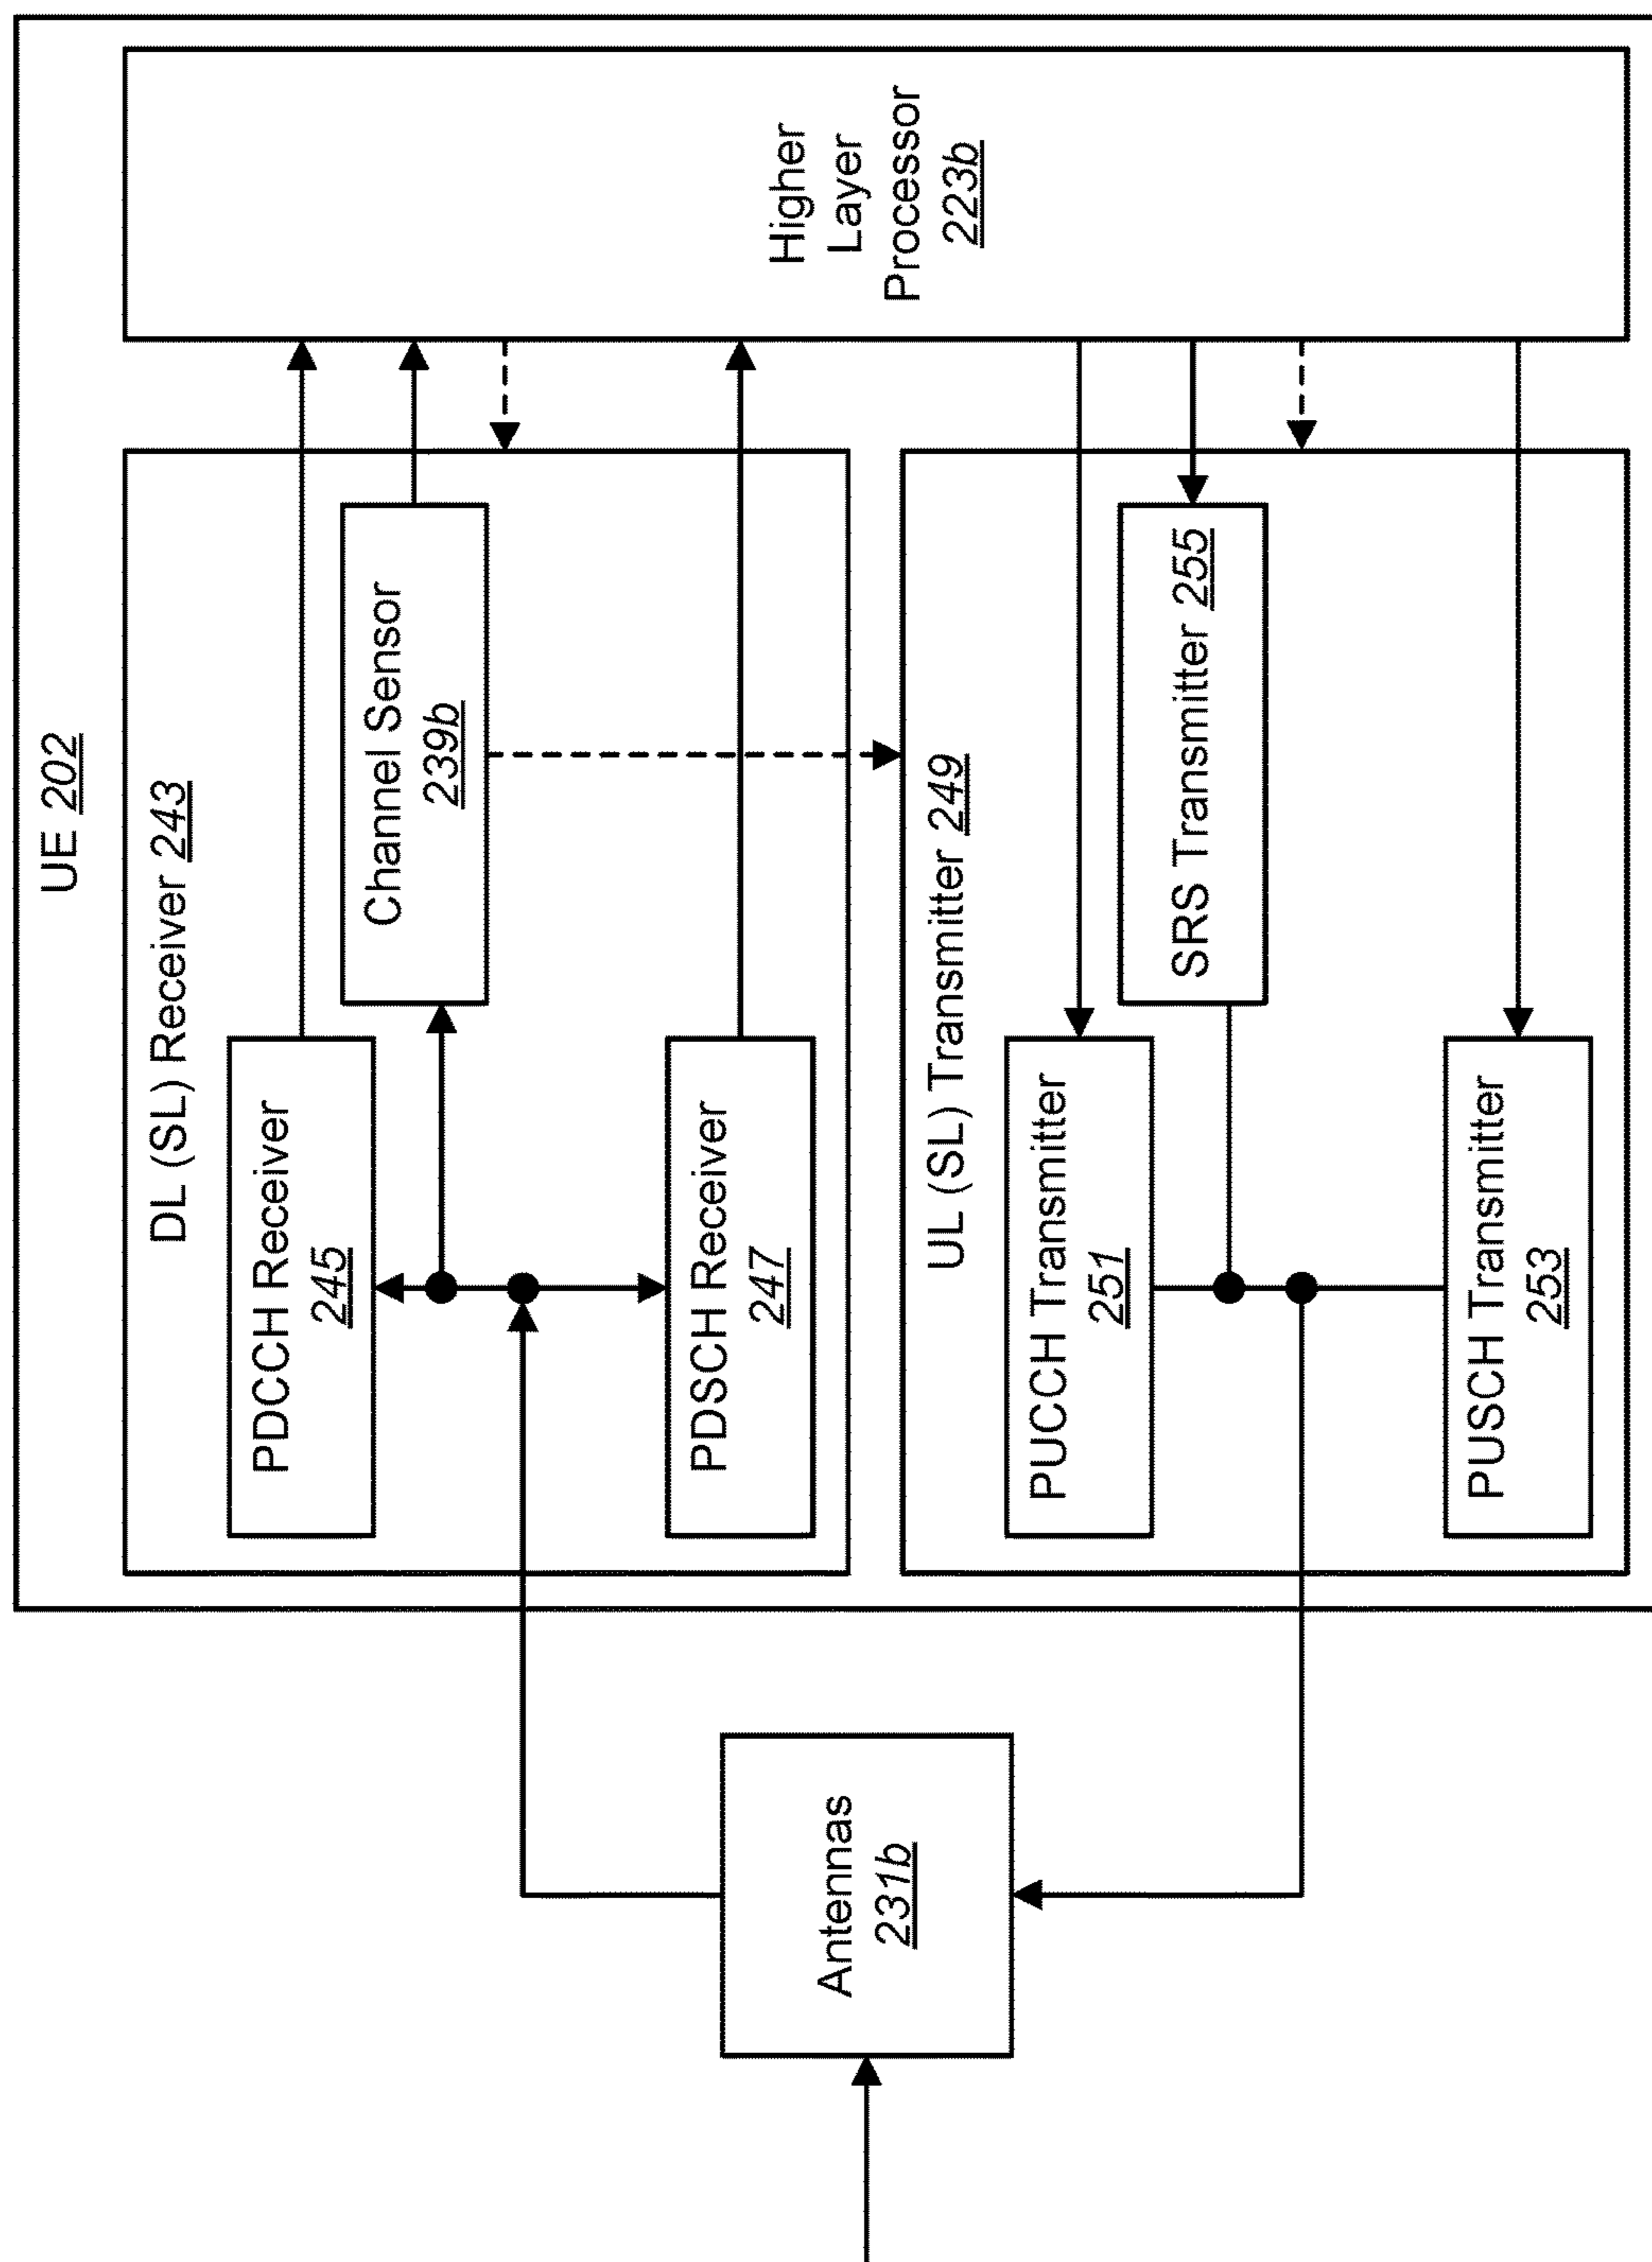 UE 202
DL (SL) Receiver 243
PDCCH Receiver
245
Channel Sensor
239b
PDSCH Receiver
247
Higher
Layer
Processor
223b
Antennas
231b
UL (SL) Transmitter 249
PUCCH Transmitter
251
SRS Transmitter 255
PUSCH Transmitter
253